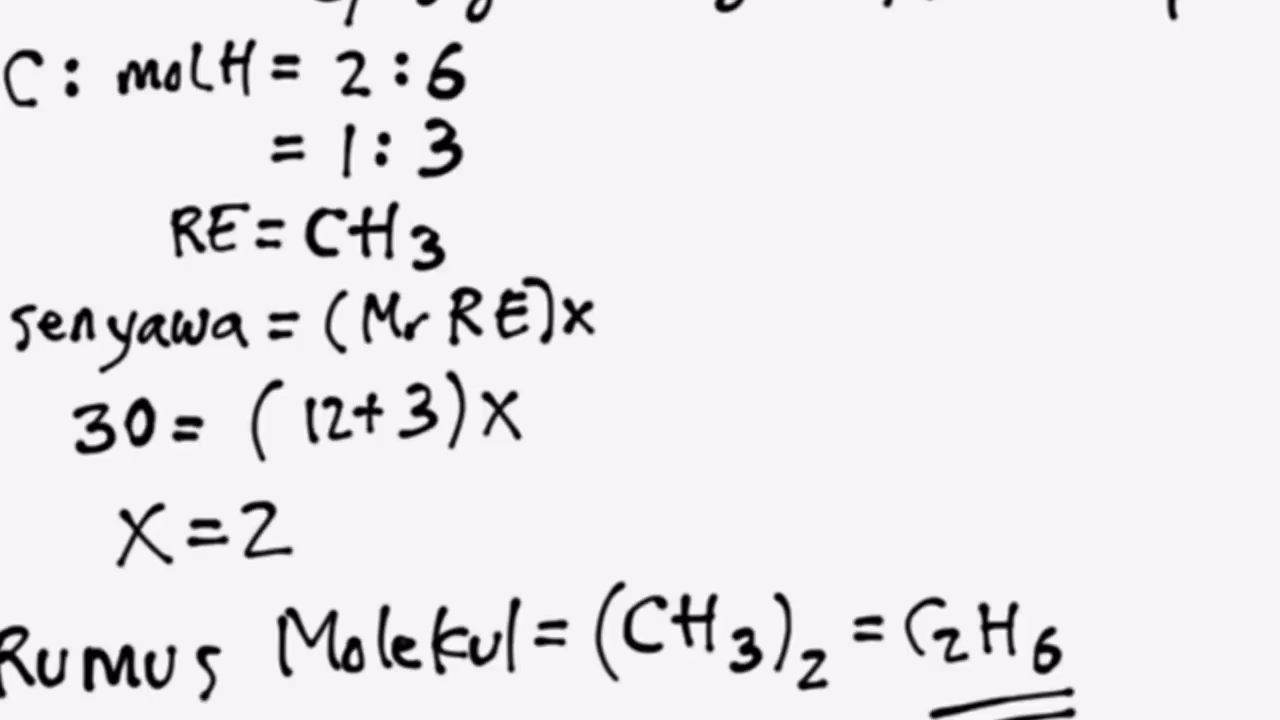 C : mol H = 2 : 6
= 1 : 3
RE = CH3
senyawa = (Mr RE)x
30 = (12 + 3)x
x = 2
Rumus Molekul = (CH3)2 = C2H6